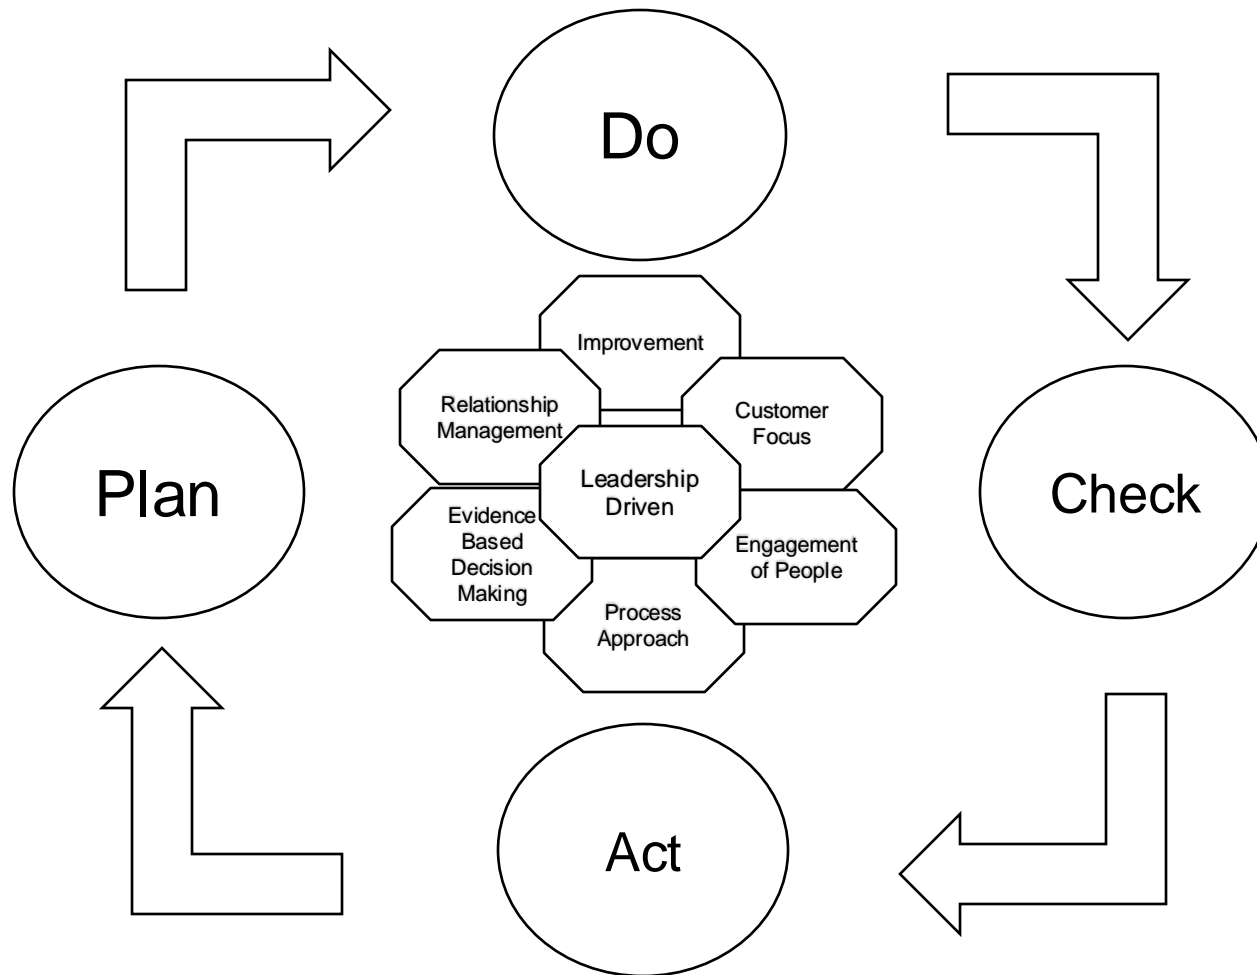 Do
Improvement
Relationship
Management
Customer
Focus
Plan
Leadership
Driven
Check
Evidence
Based
Decision
Making
Engagement
of People
Process
Approach
Act